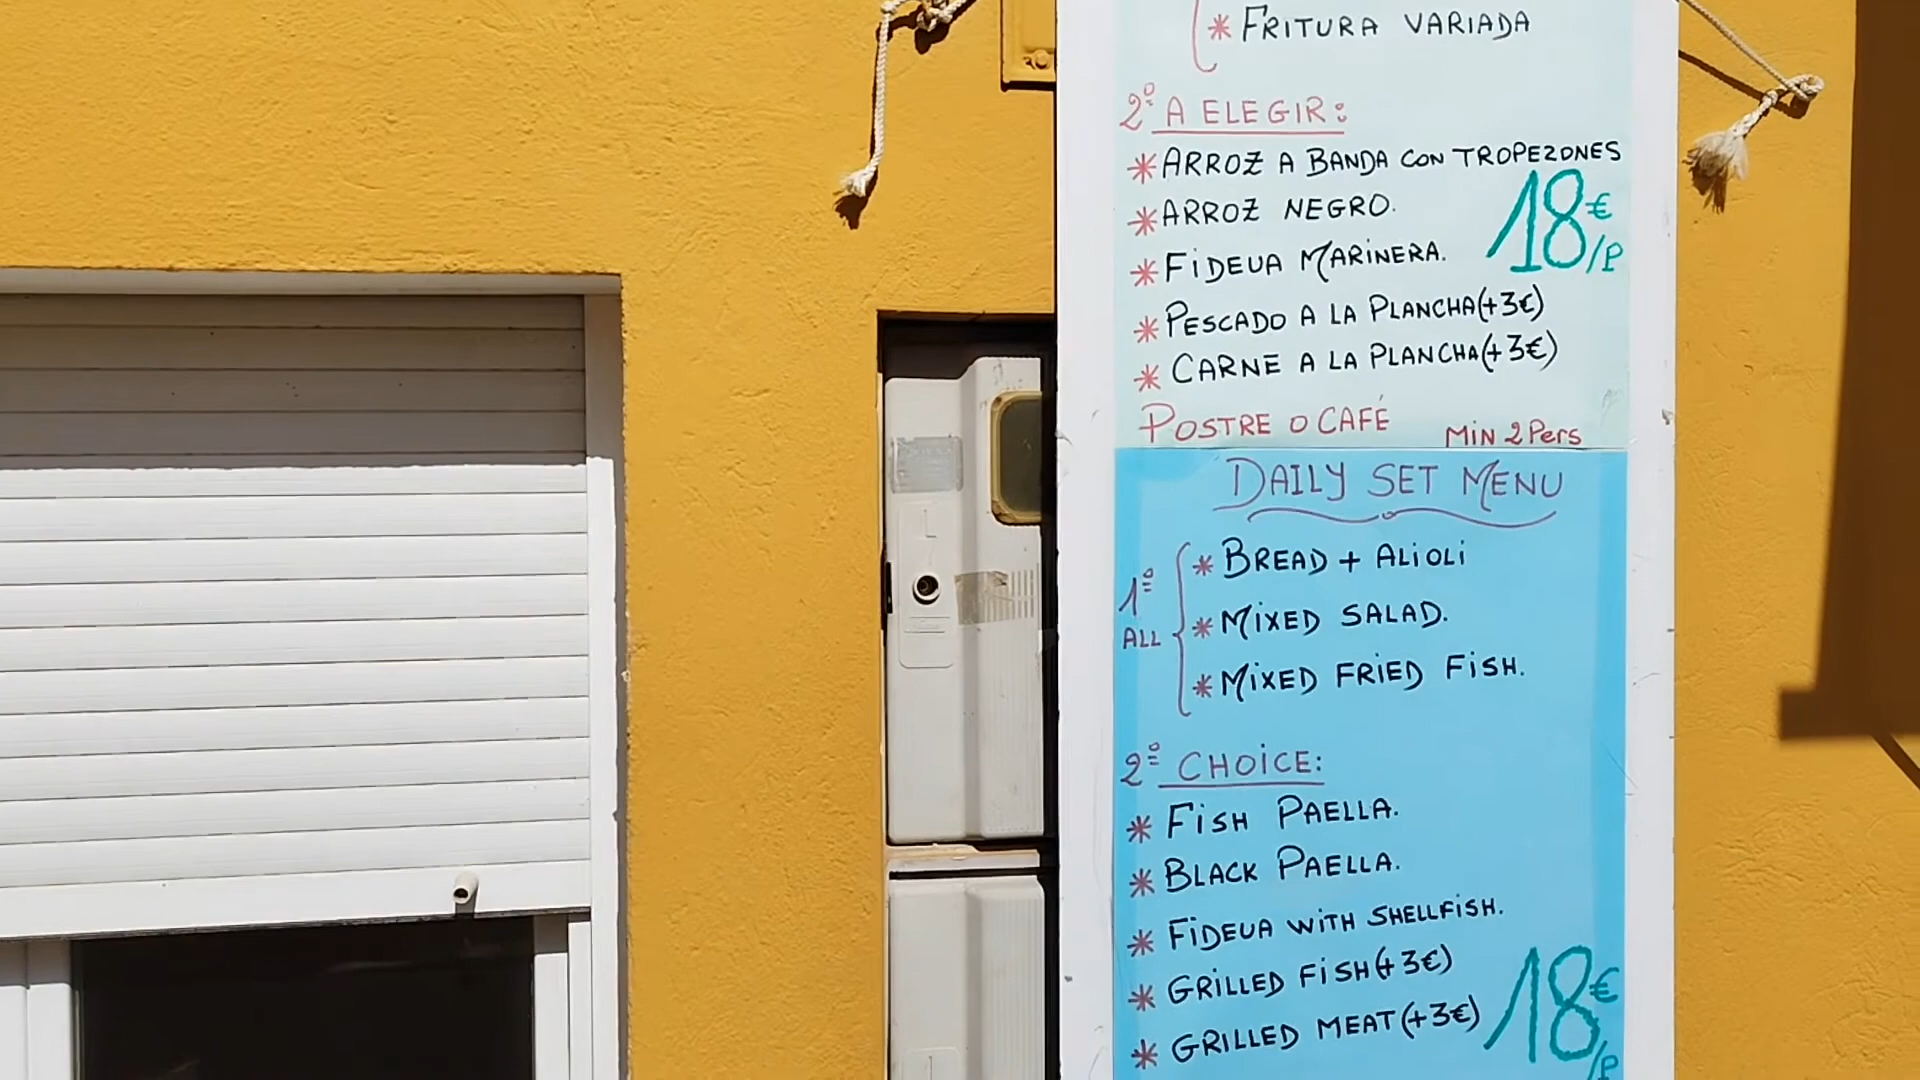 * FRITURA VARIADA
2º A ELEGIR:
* ARROZ A BANDA CON TROPEZONES
* ARROZ NEGRO.
* FIDEUA MARINERA.
18€/P
* PESCADO A LA PLANCHA (+3€)
* CARNE A LA PLANCHA (+3€)
POSTRE O CAFÉ
MIN 2 PERS
DAILY SET MENU
1º ALL
* BREAD + ALIOLI
* MIXED SALAD.
* MIXED FRIED FISH.
2º CHOICE:
* FISH PAELLA.
* BLACK PAELLA.
* FIDEUA WITH SHELLFISH.
* GRILLED FISH (+3€)
* GRILLED MEAT (+3€)
18€/P